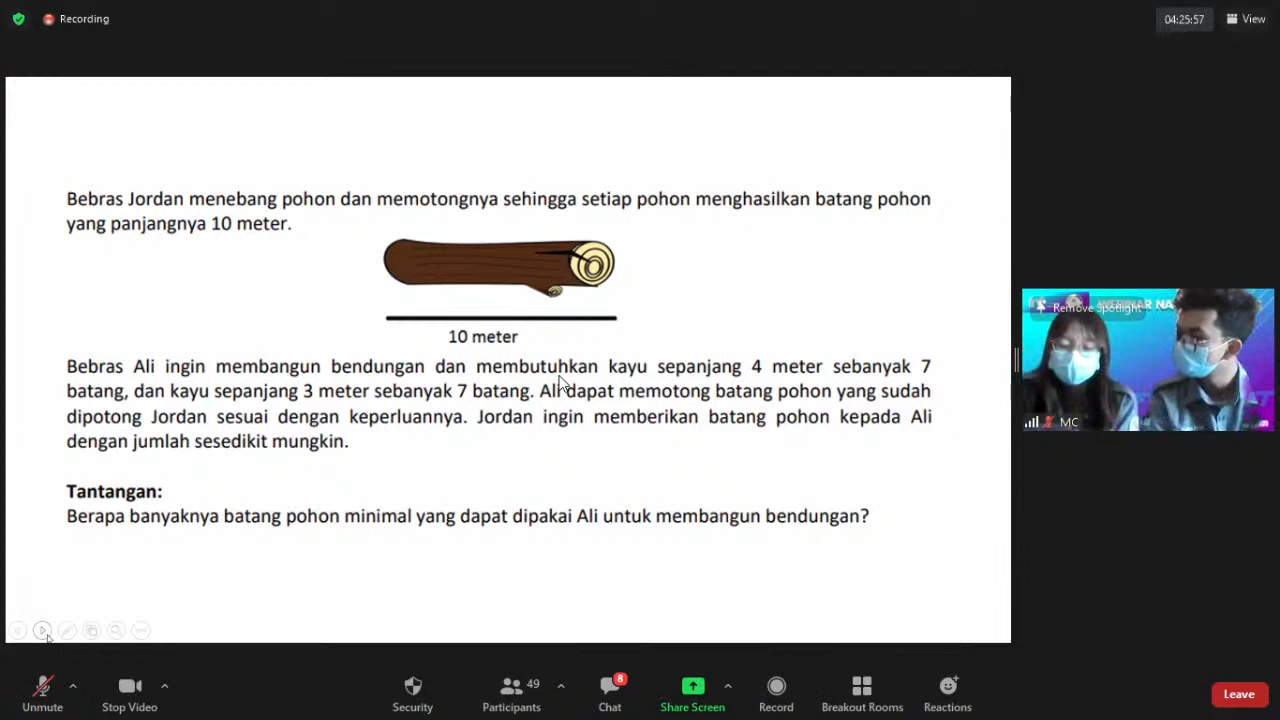 Recording
04:25:57
View
Bebras Jordan menebang pohon dan memotongnya sehingga setiap pohon menghasilkan batang pohon
yang panjangnya 10 meter.
10 meter
Bebras Ali ingin membangun bendungan dan membutuhkan kayu sepanjang 4 meter sebanyak 7
batang, dan kayu sepanjang 3 meter sebanyak 7 batang. Ali dapat memotong batang pohon yang sudah
dipotong Jordan sesuai dengan keperluannya. Jordan ingin memberikan batang pohon kepada Ali
dengan jumlah sesedikit mungkin.
Tantangan:
Berapa banyaknya batang pohon minimal yang dapat dipakai Ali untuk membangun bendungan?
WEBINAR NA
Remove Spotlight
MC
Unmute
Stop Video
Security
49
Participants
8
Chat
Share Screen
Record
Breakout Rooms
Reactions
Leave